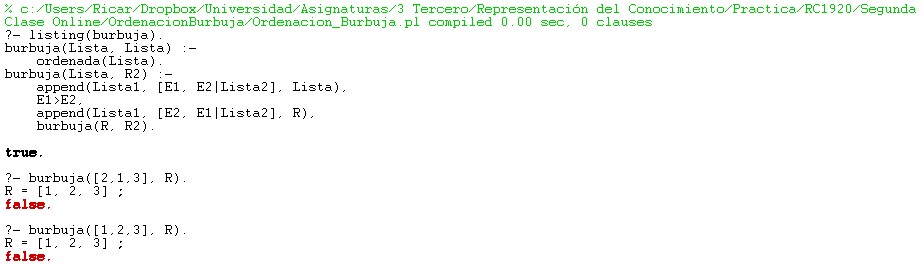 % c:/Users/Ricar/Dropbox/Universidad/Asignaturas/3 Tercero/Representación del Conocimiento/Practica/RC1920/Segunda
Clase Online/OrdenacionBurbuja/Ordenacion_Burbuja.pl compiled 0.00 sec, 0 clauses
?- listing(burbuja).
burbuja(Lista, Lista) :-
    ordenada(Lista).
burbuja(Lista, R2) :-
    append(Lista1, [E1, E2|Lista2], Lista),
    E1>E2,
    append(Lista1, [E2, E1|Lista2], R),
    burbuja(R, R2).
true.
?- burbuja([2,1,3], R).
R = [1, 2, 3] ;
false.
?- burbuja([1,2,3], R).
R = [1, 2, 3] ;
false.